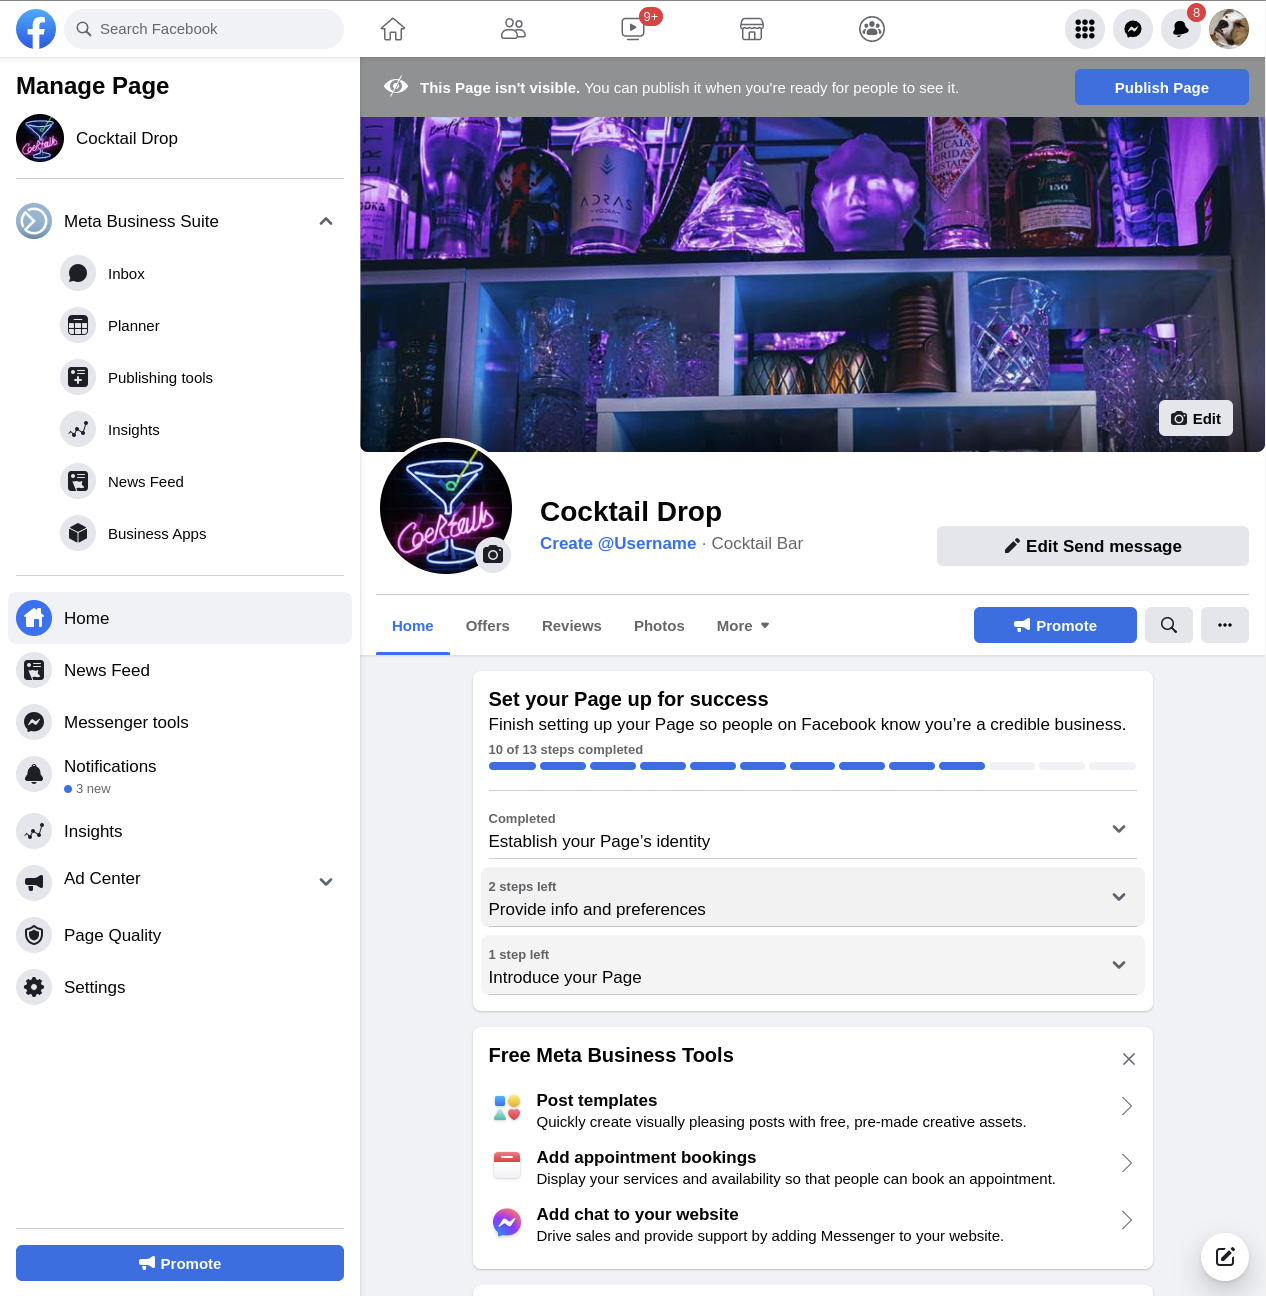 Search Facebook
9+
8
Manage Page
Cocktail Drop
Meta Business Suite
Inbox
Planner
Publishing tools
Insights
News Feed
Business Apps
Home
News Feed
Messenger tools
Notifications
3 new
Insights
Ad Center
Page Quality
Settings
Promote
This Page isn't visible. You can publish it when you're ready for people to see it.
Publish Page
ADRAS
150
Edit
Cocktails
Cocktail Drop
Create @Username · Cocktail Bar
Edit Send message
Home Offers Reviews Photos More
Promote
Set your Page up for success
Finish setting up your Page so people on Facebook know you’re a credible business.
10 of 13 steps completed
Completed
Establish your Page’s identity
2 steps left
Provide info and preferences
1 step left
Introduce your Page
Free Meta Business Tools
Post templates
Quickly create visually pleasing posts with free, pre-made creative assets.
Add appointment bookings
Display your services and availability so that people can book an appointment.
Add chat to your website
Drive sales and provide support by adding Messenger to your website.